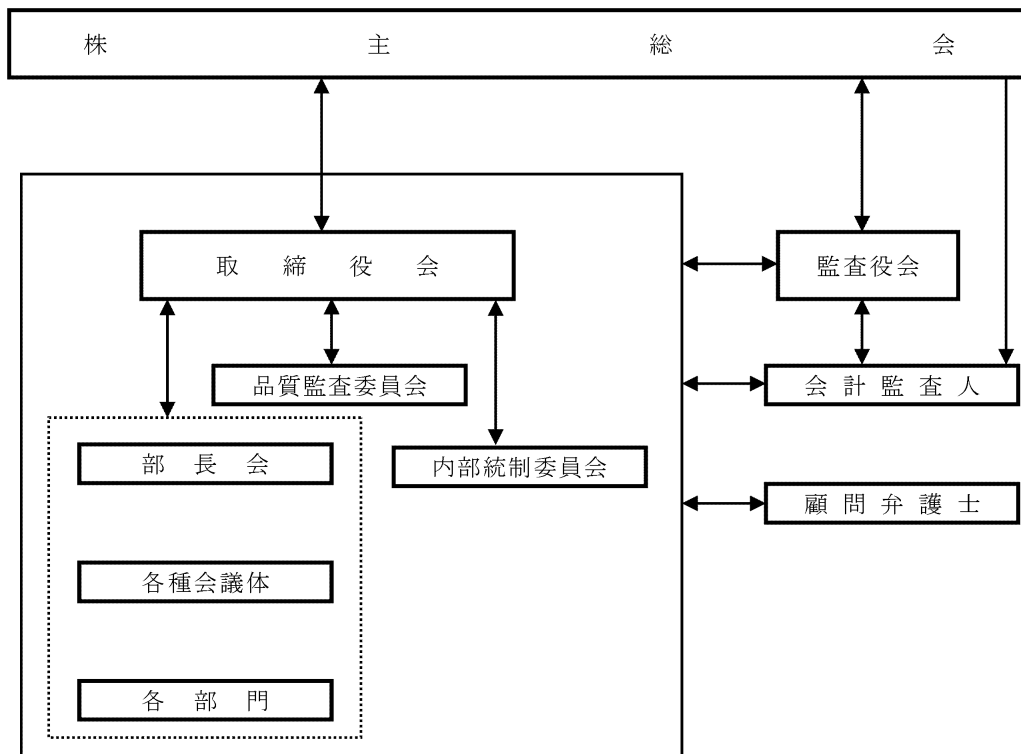 株主総会
取締役会
監査役会
品質監査委員会
会計監査人
部長会
内部統制委員会
顧問弁護士
各種会議体
各部門